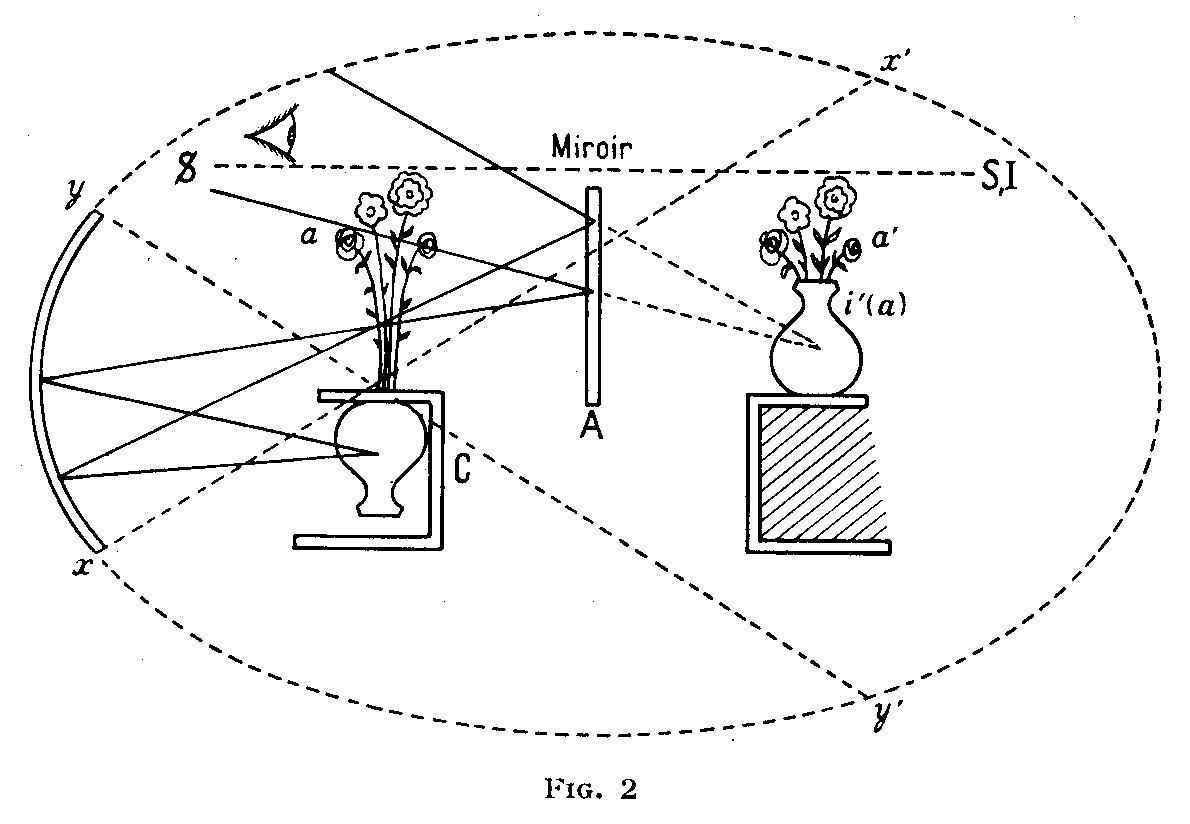 x′
Miroir
$ S,I
y
a a′
i′(a)
A
C
x
y′
FIG. 2